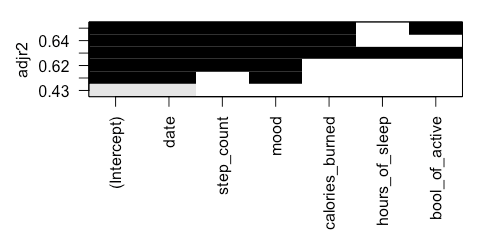 adjr2
0.64
0.62
0.43
(Intercept)
date
step_count
mood
calories_burned
hours_of_sleep
bool_of_active